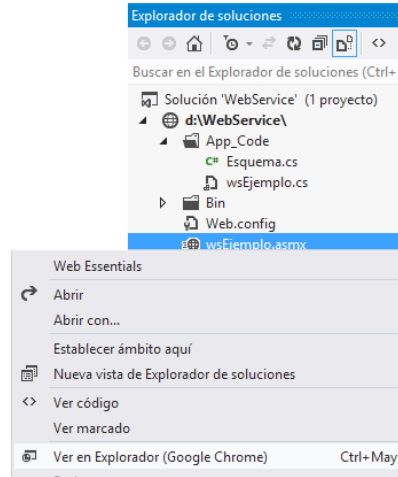 Explorador de soluciones
Buscar en el Explorador de soluciones (Ctrl+
Solución 'WebService' (1 proyecto)
d:\WebService\
App_Code
C# Esquema.cs
wsEjemplo.cs
Bin
Web.config
wsEjemplo.asmx
Web Essentials
Abrir
Abrir con...
Establecer ámbito aquí
Nueva vista de Explorador de soluciones
Ver código
Ver marcado
Ver en Explorador (Google Chrome) Ctrl+May